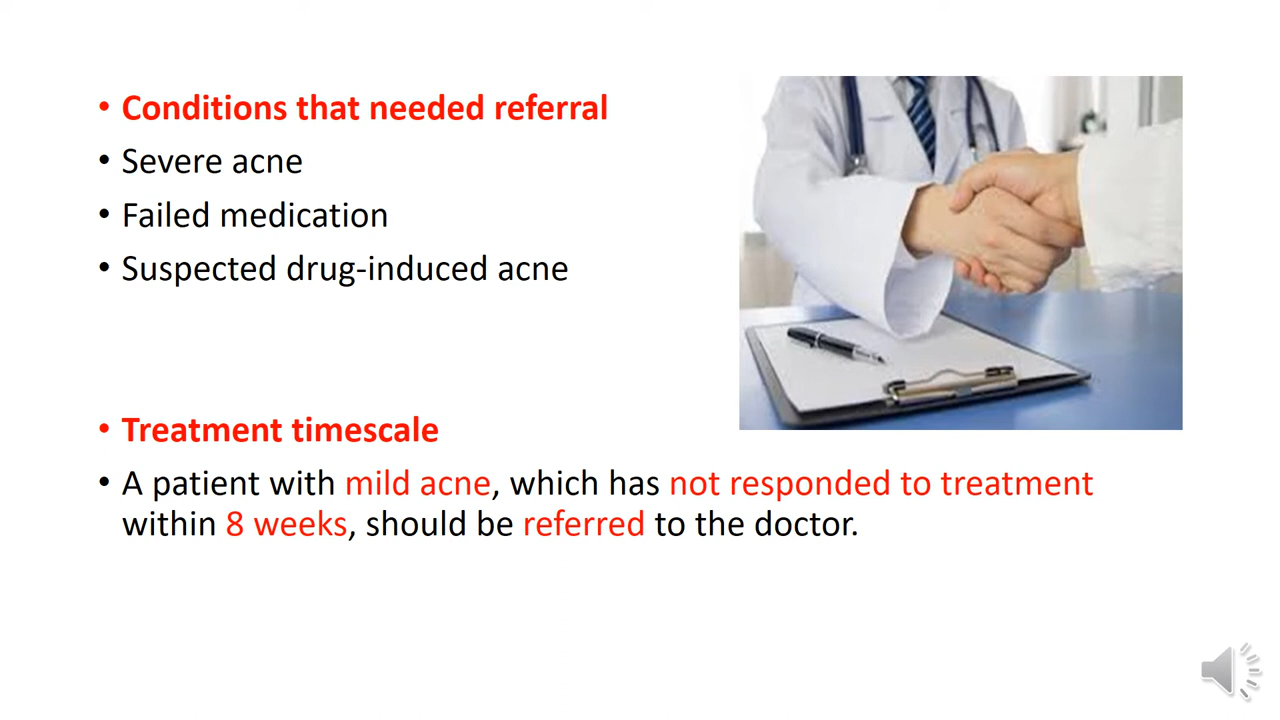 • Conditions that needed referral
• Severe acne
• Failed medication
• Suspected drug-induced acne
• Treatment timescale
• A patient with mild acne, which has not responded to treatment
within 8 weeks, should be referred to the doctor.